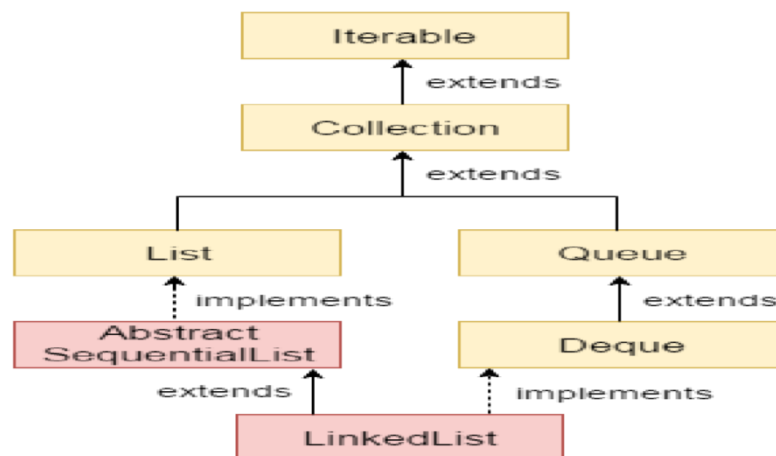 Iterable
extends
Collection
extends
List
Queue
implements
extends
Abstract
SequentialList
Deque
extends
implements
LinkedList